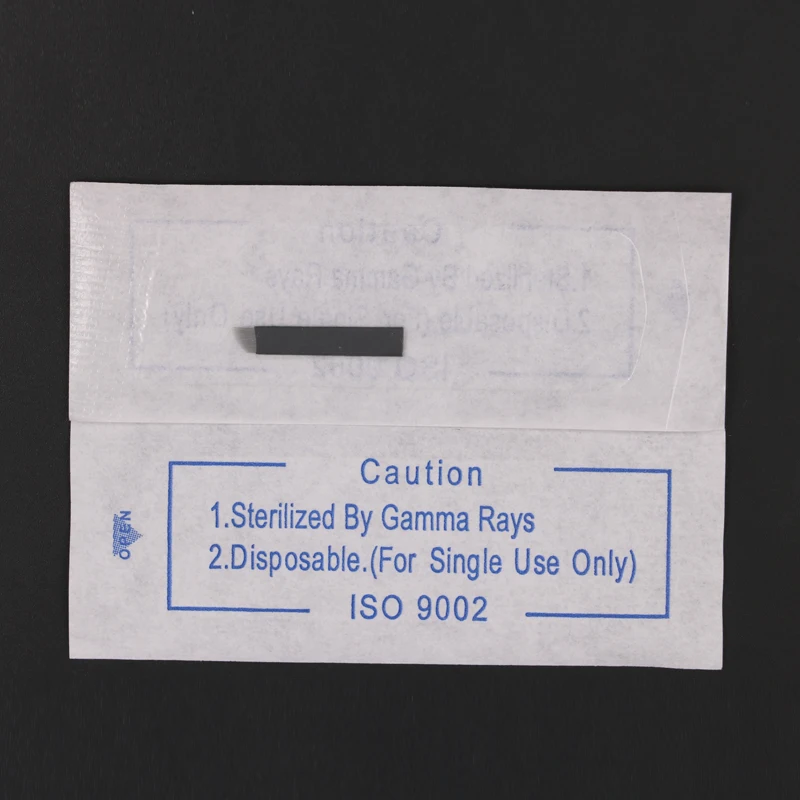 Caution
1.Sterilized By Gamma Rays
2.Disposable.(For Single Use Only)
ISO 9002
OPEN